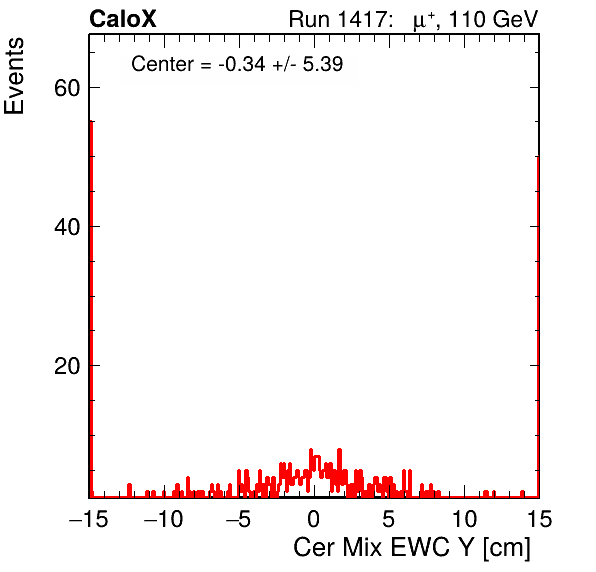 CaloX Run 1417: μ⁺, 110 GeV
Center = -0.34 +/- 5.39
Events
60
40
20
−15 −10 −5 0 5 10 15
Cer Mix EWC Y [cm]